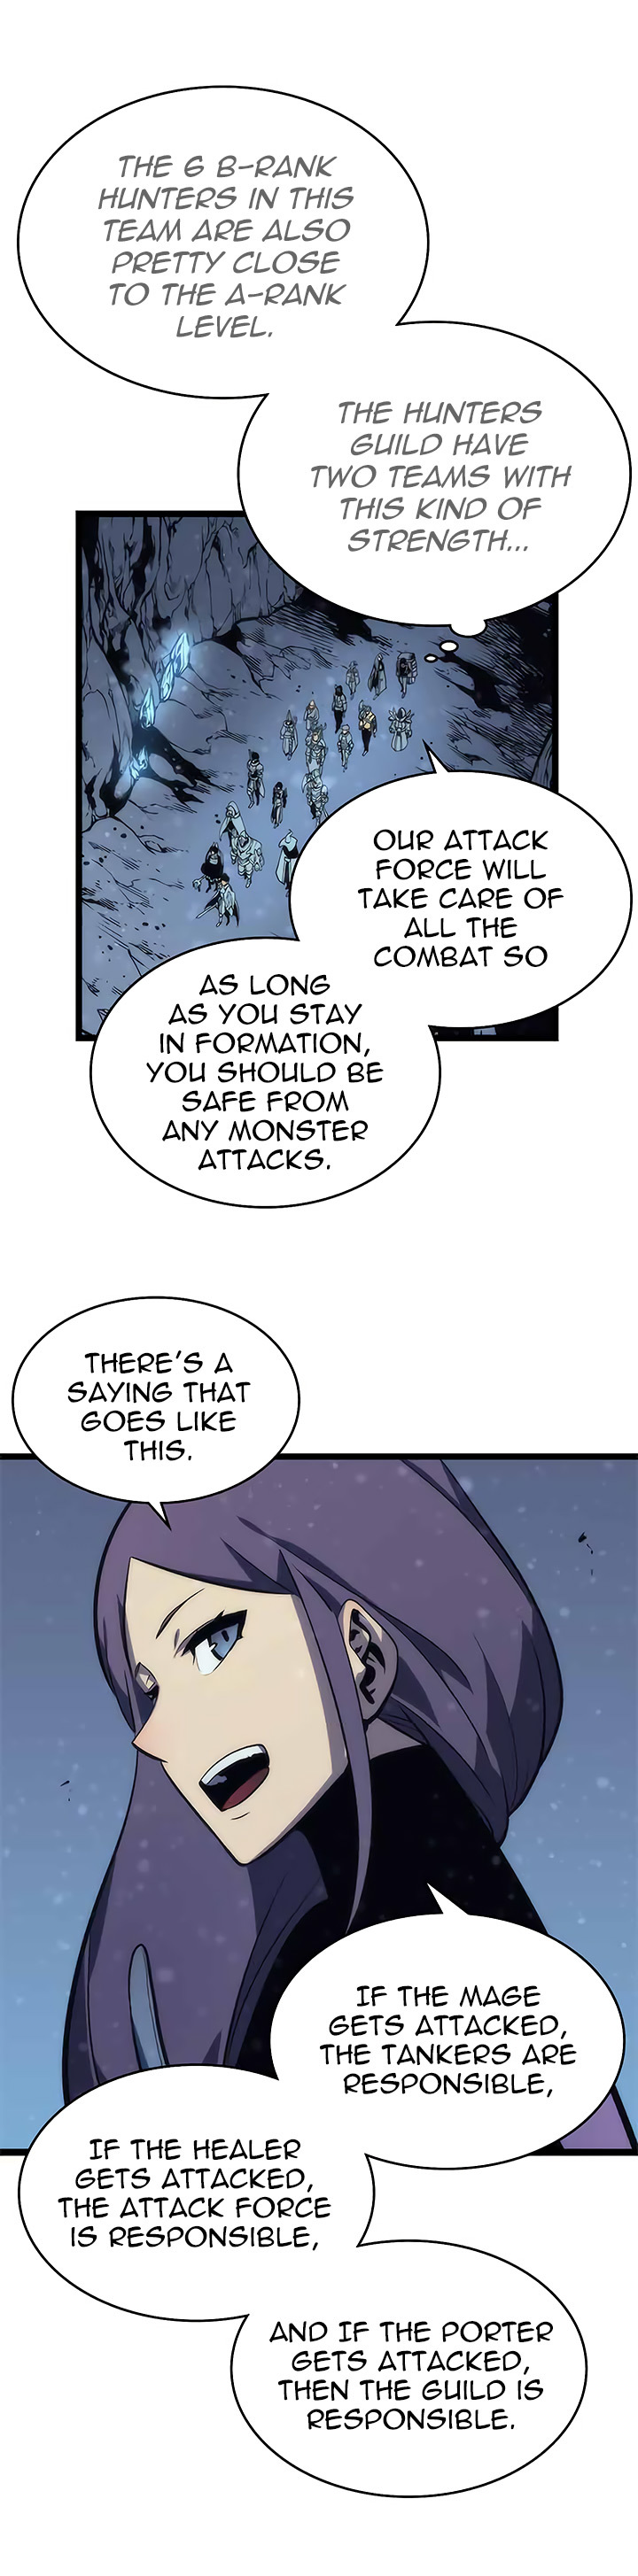 THE 6 B-RANK
HUNTERS IN THIS
TEAM ARE ALSO
PRETTY CLOSE
TO THE A-RANK
LEVEL.
THE HUNTERS
GUILD HAVE
TWO TEAMS WITH
THIS KIND OF
STRENGTH...
OUR ATTACK
FORCE WILL
TAKE CARE OF
ALL THE
COMBAT SO
AS LONG
AS YOU STAY
IN FORMATION,
YOU SHOULD BE
SAFE FROM
ANY MONSTER
ATTACKS.
THERE'S A
SAYING THAT
GOES LIKE
THIS.
IF THE MAGE
GETS ATTACKED,
THE TANKERS ARE
RESPONSIBLE,
IF THE HEALER
GETS ATTACKED,
THE ATTACK FORCE
IS RESPONSIBLE,
AND IF THE PORTER
GETS ATTACKED,
THEN THE GUILD IS
RESPONSIBLE.